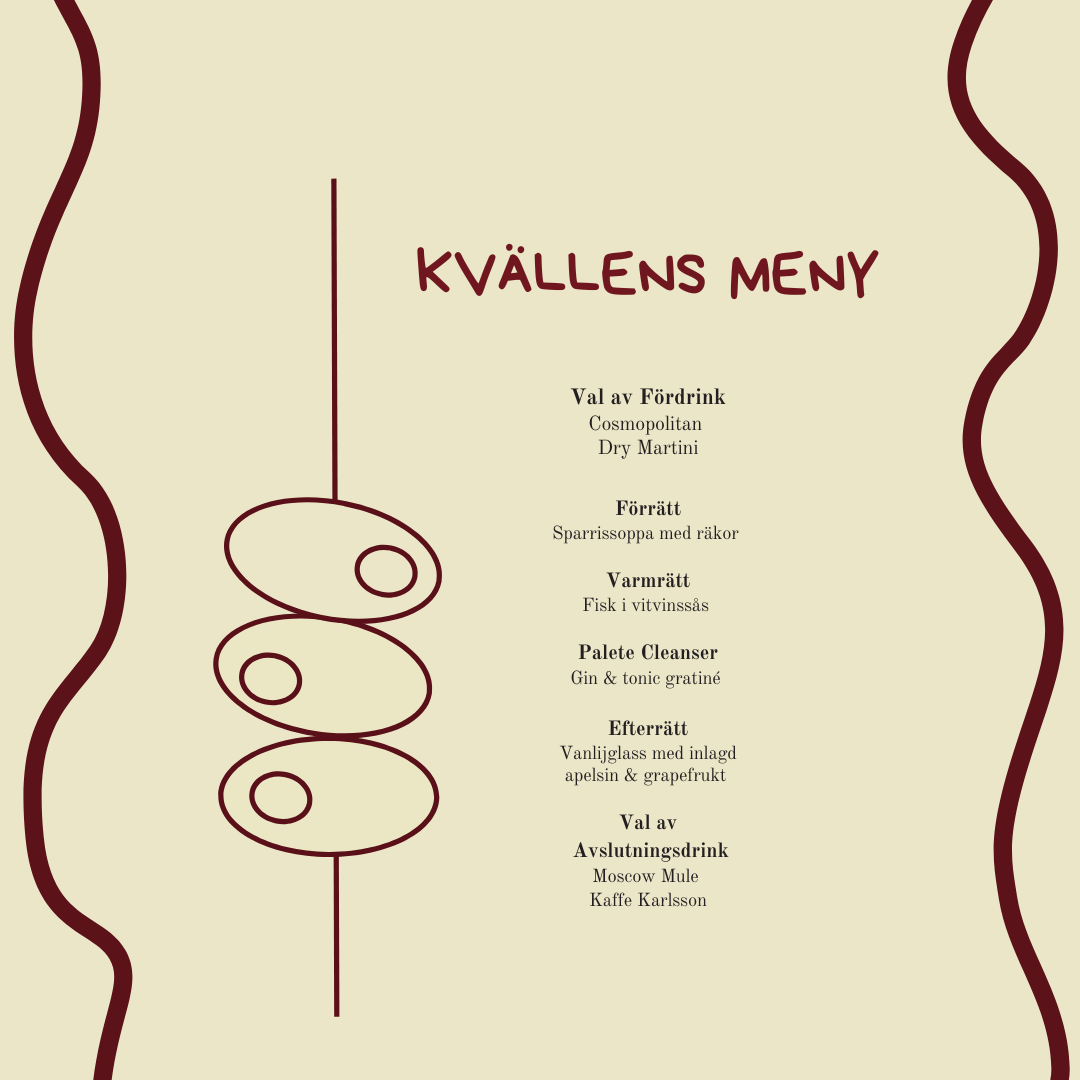 KVÄLLENS MENY
Val av Fördrink
Cosmopolitan
Dry Martini
Förrätt
Sparrissoppa med räkor
Varmrätt
Fisk i vitvinssås
Palete Cleanser
Gin & tonic gratiné
Efterrätt
Vanlijglass med inlagd
apelsin & grapefrukt
Val av
Avslutningsdrink
Moscow Mule
Kaffe Karlsson